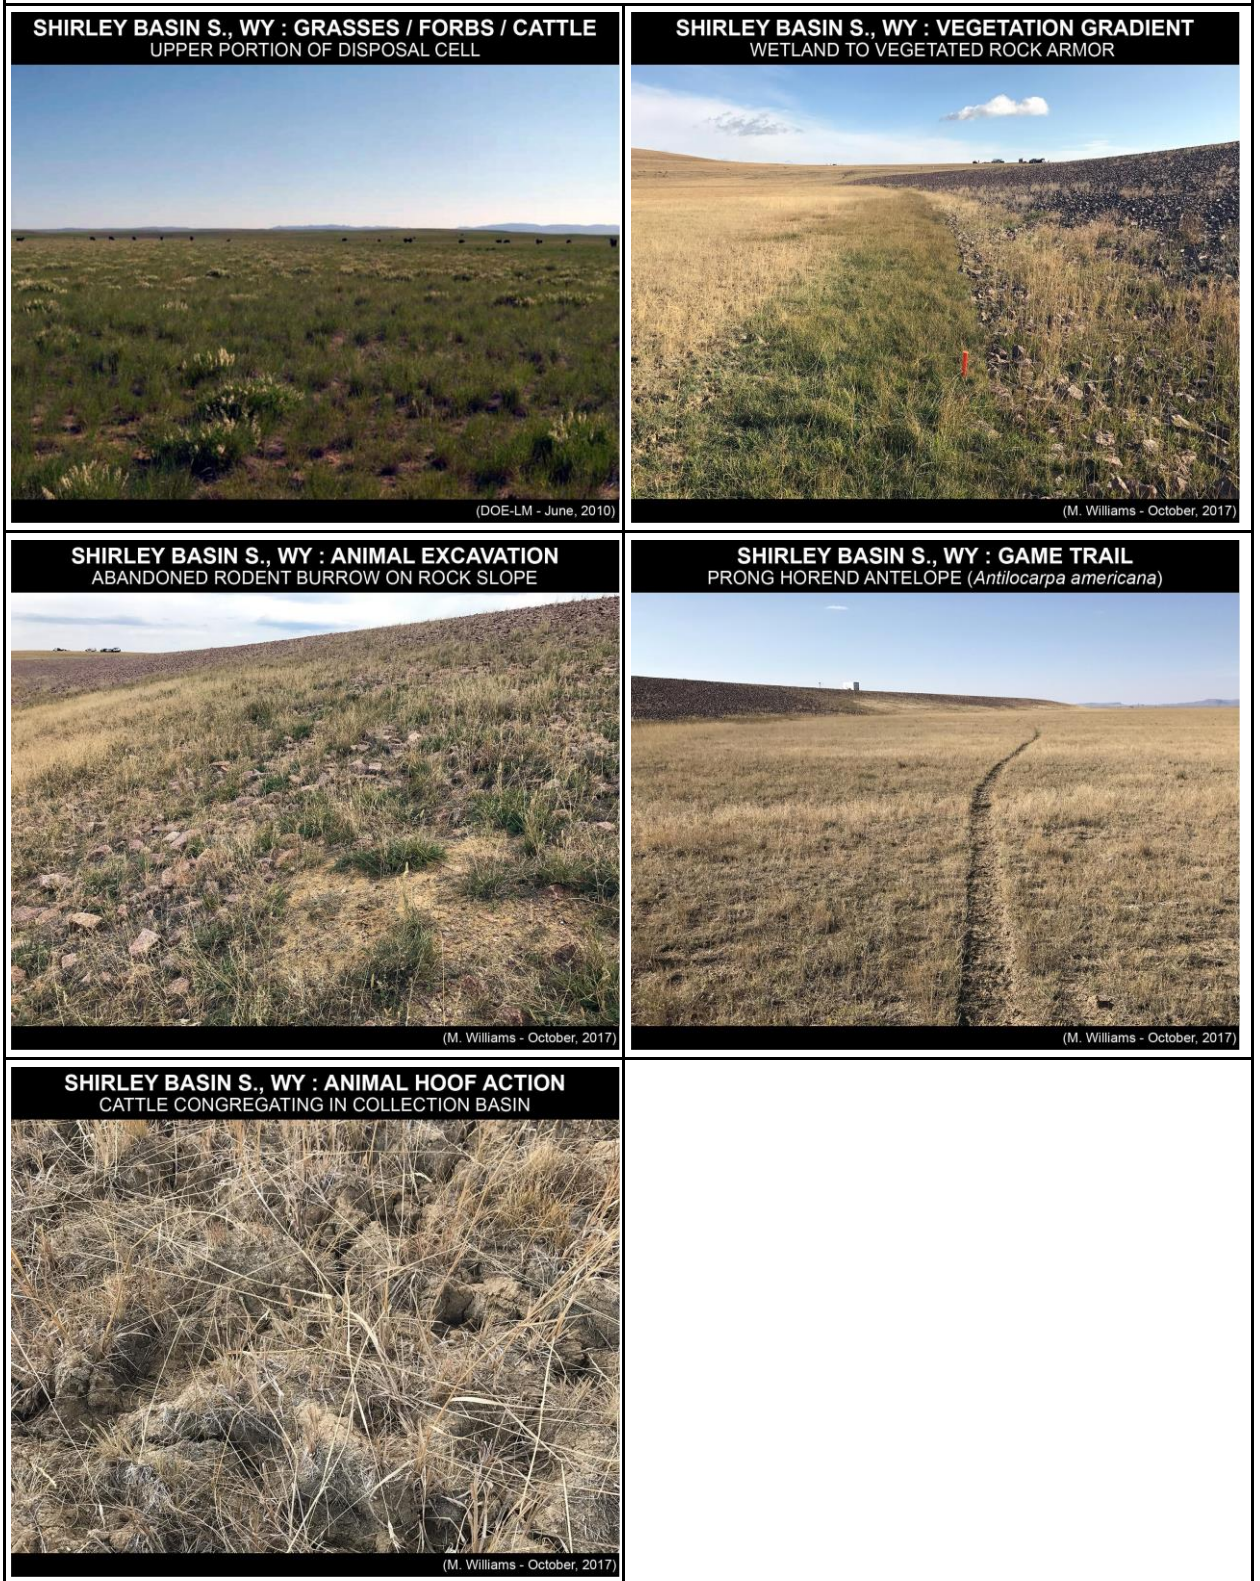 SHIRLEY BASIN S., WY : GRASSES / FORBS / CATTLE
UPPER PORTION OF DISPOSAL CELL
(DOE-LM - June, 2010)
SHIRLEY BASIN S., WY : VEGETATION GRADIENT
WETLAND TO VEGETATED ROCK ARMOR
(M. Williams - October, 2017)
SHIRLEY BASIN S., WY : ANIMAL EXCAVATION
ABANDONED RODENT BURROW ON ROCK SLOPE
(M. Williams - October, 2017)
SHIRLEY BASIN S., WY : GAME TRAIL
PRONG HOREND ANTELOPE (Antilocarpa americana)
(M. Williams - October, 2017)
SHIRLEY BASIN S., WY : ANIMAL HOOF ACTION
CATTLE CONGREGATING IN COLLECTION BASIN
(M. Williams - October, 2017)